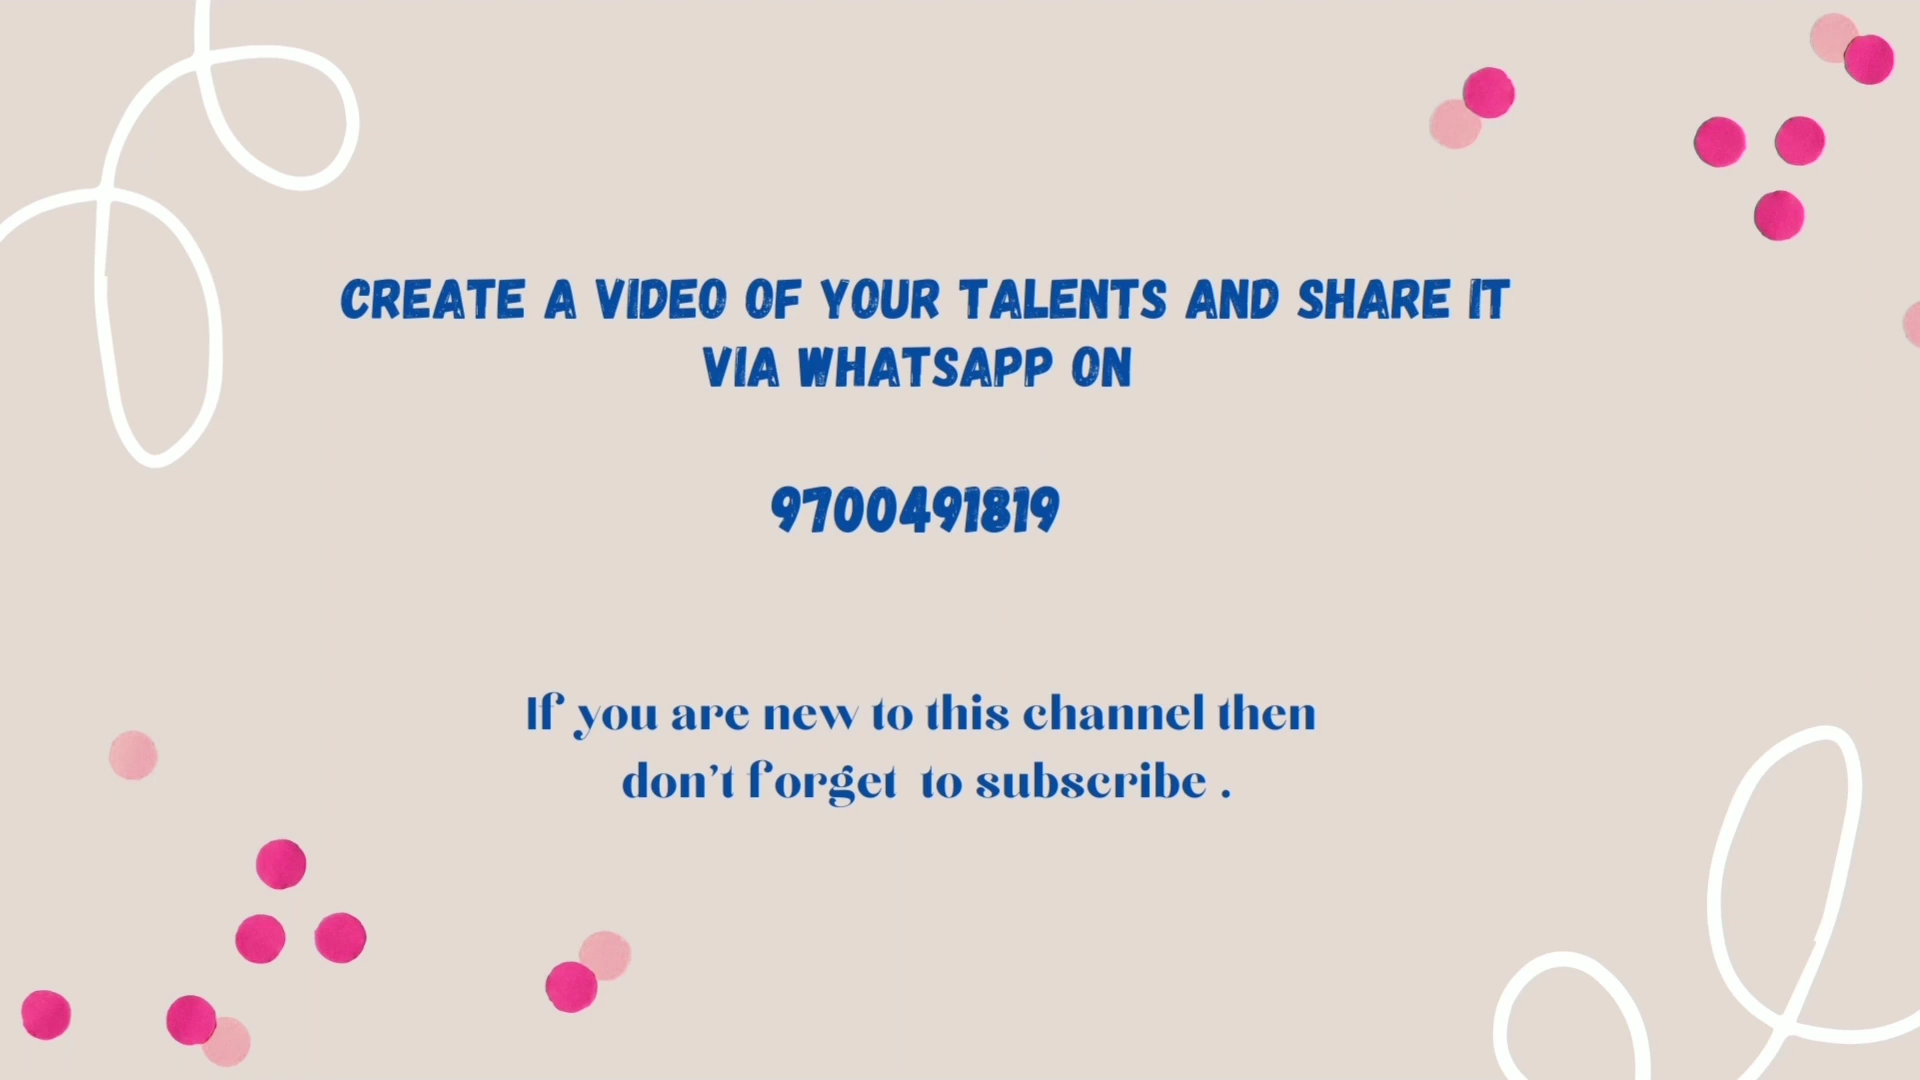 CREATE A VIDEO OF YOUR TALENTS AND SHARE IT
VIA WHATSAPP ON
9700491819
If you are new to this channel then
don't forget to subscribe .